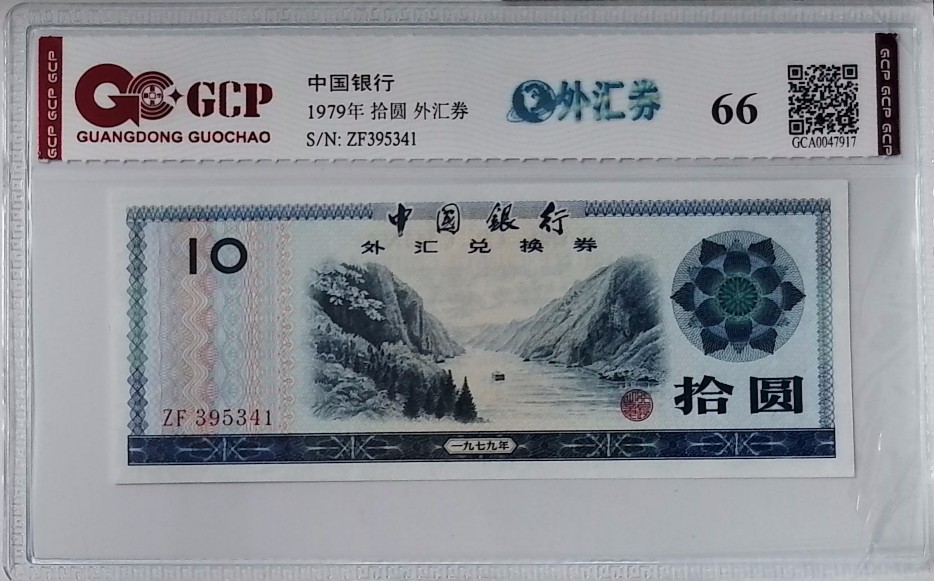 GCP GCP GCP
GCP
GUANGDONG GUOCHAO
中国银行
1979年 拾圆 外汇券
S/N: ZF395341
外汇券
66
GCA0047917
GCP GCP GCP
中国銀行
外汇兑换券
10
ZF 395341
拾圆
一九七九年